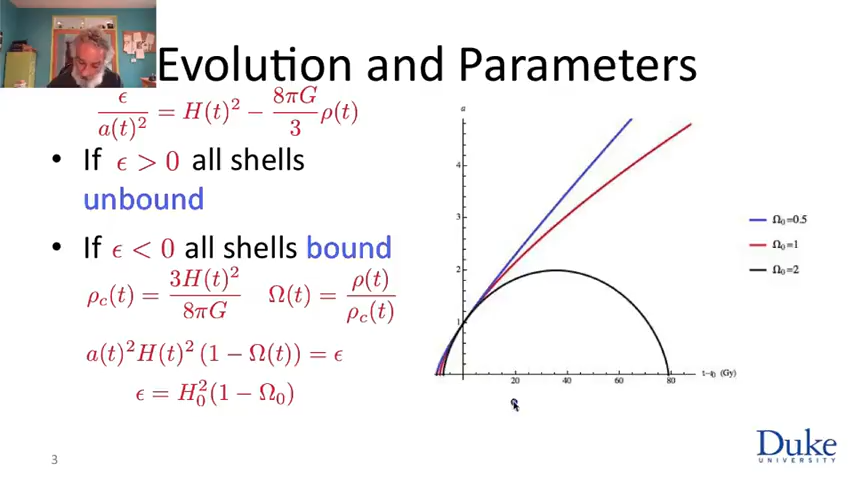 Evolution and Parameters
ϵ/a(t)² = H(t)² − 8πG/3 ρ(t)
• If ϵ > 0 all shells
unbound
• If ϵ < 0 all shells bound
ρc(t) = 3H(t)²/8πG Ω(t) = ρ(t)/ρc(t)
a(t)²H(t)² (1 − Ω(t)) = ϵ
ϵ = H₀²(1 − Ω₀)
a
4
3
2
1
20 40 60 80 t-t₀ (Gy)
Ω₀=0.5
Ω₀=1
Ω₀=2
3
Duke
UNIVERSITY